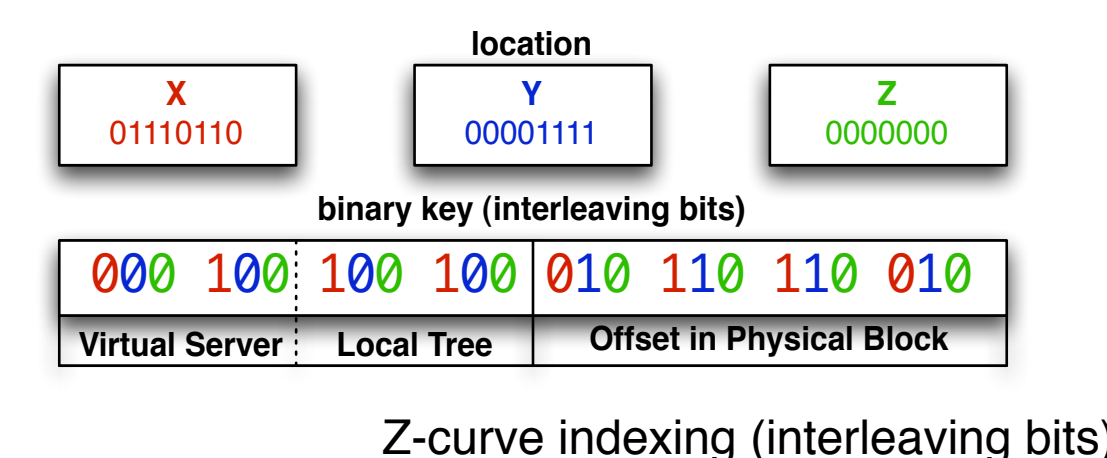 location
X Y Z
01110110 00001111 0000000
binary key (interleaving bits)
000 100 100 100 010 110 110 010
Virtual Server Local Tree Offset in Physical Block
Z-curve indexing (interleaving bits)